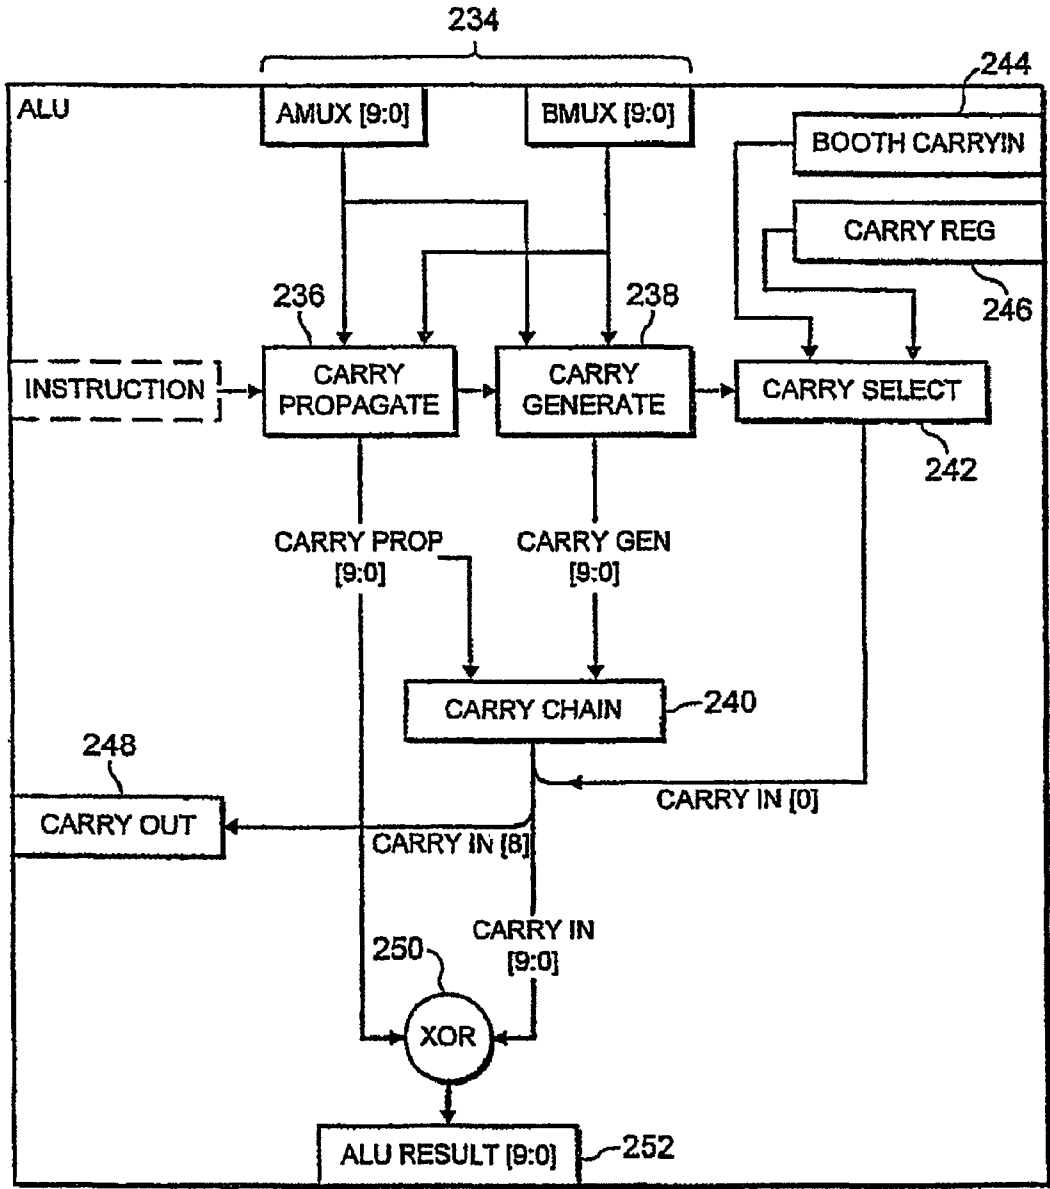 234
ALU
AMUX [9:0]
BMUX [9:0]
244
BOOTH CARRYIN
CARRY REG
246
236
238
INSTRUCTION
CARRY
PROPAGATE
CARRY
GENERATE
CARRY SELECT
242
CARRY PROP
[9:0]
CARRY GEN
[9:0]
CARRY CHAIN
240
248
CARRY OUT
CARRY IN [0]
CARRY IN [8]
CARRY IN
[9:0]
250
XOR
ALU RESULT [9:0]
252